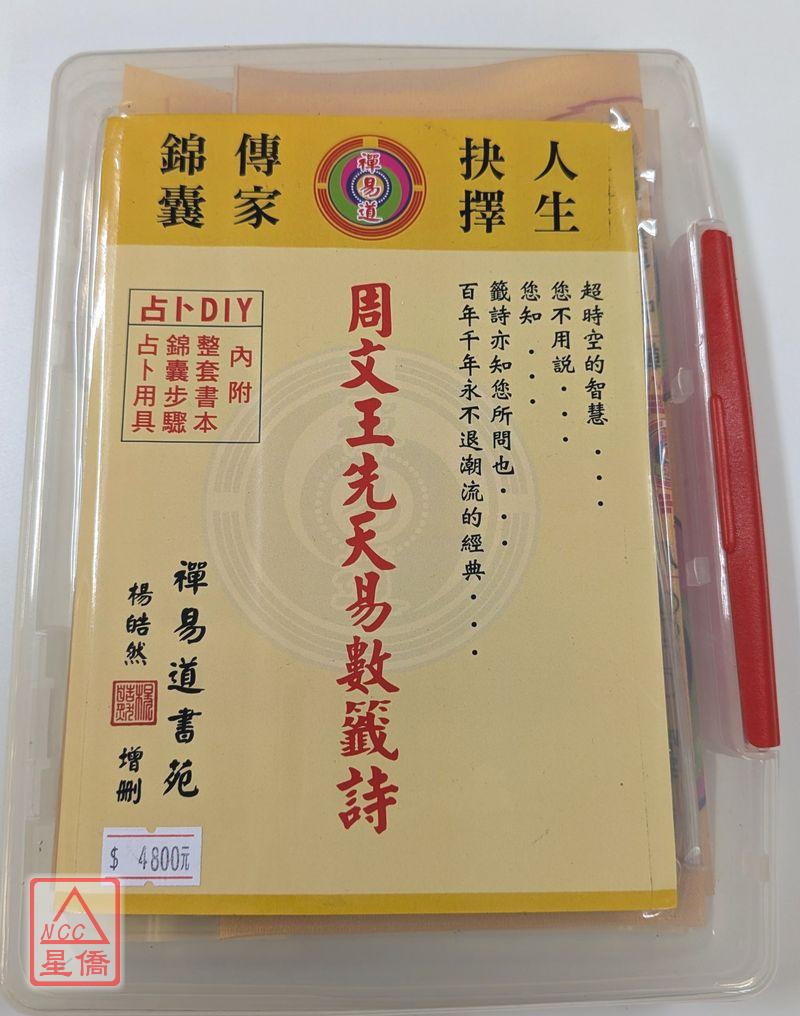 人生
抉擇
禪易道
傳家
錦囊
超時空的智慧...
您不用說...
您知...
籤詩亦知您所問也...
百年千年永不退潮流的經典...
周文王先天易數籤詩
占卜DIY
內附
整套書本
錦囊步驟
占卜用具
禪易道書苑
楊皓然
增刪
$ 4800元
NCC
星僑